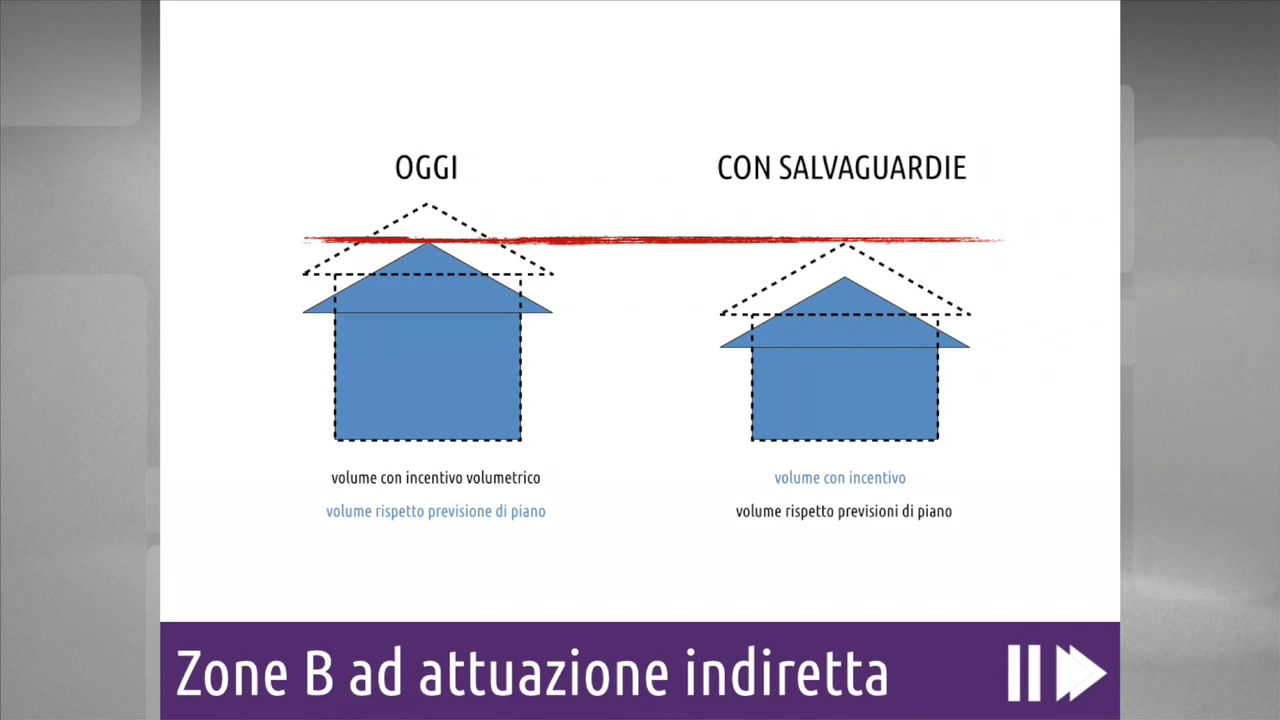 OGGI
CON SALVAGUARDIE
volume con incentivo volumetrico
volume rispetto previsione di piano
volume con incentivo
volume rispetto previsioni di piano
Zone B ad attuazione indiretta